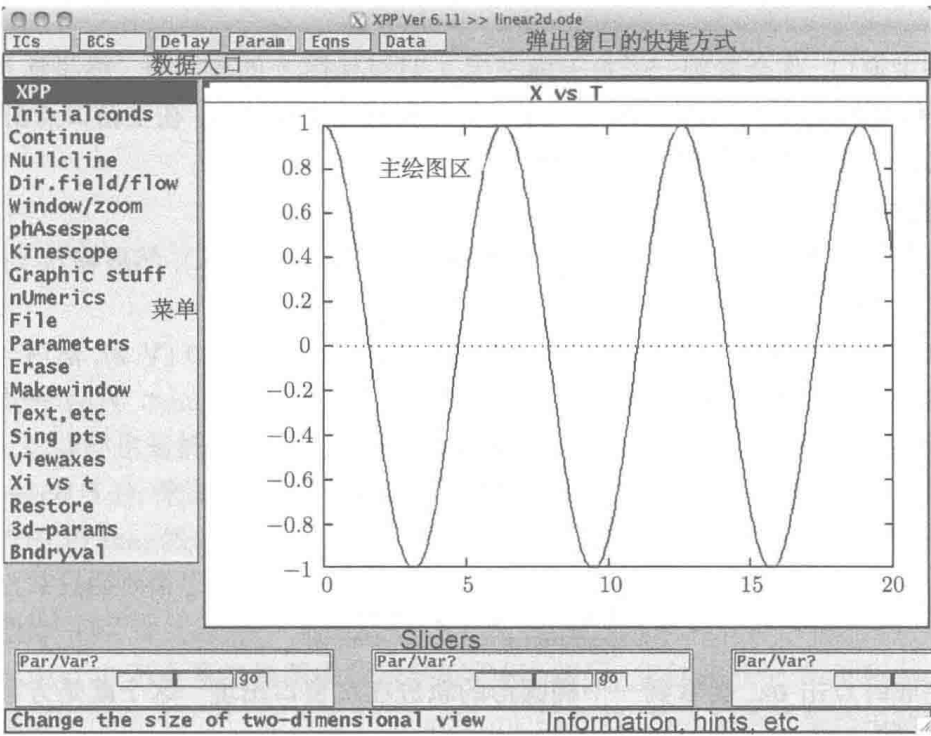 XPP Ver 6.11 >> linear2d.ode
ICs BCs Delay Param Eqns Data 弹出窗口的快捷方式
数据入口
XPP
Initialconds
Continue
Nullcline
Dir.field/flow
Window/zoom
phAsespace
Kinescope
Graphic stuff
nUmerics
File
Parameters
Erase
Makewindow
Text,etc
Sing pts
Viewaxes
Xi vs t
Restore
3d-params
Bndryval
菜单
X vs T
主绘图区
1
0.8
0.6
0.4
0.2
0
−0.2
−0.4
−0.6
−0.8
−1
0 5 10 15 20
Sliders
Par/Var? Par/Var? Par/Var?
go go go
Change the size of two-dimensional view Information, hints, etc